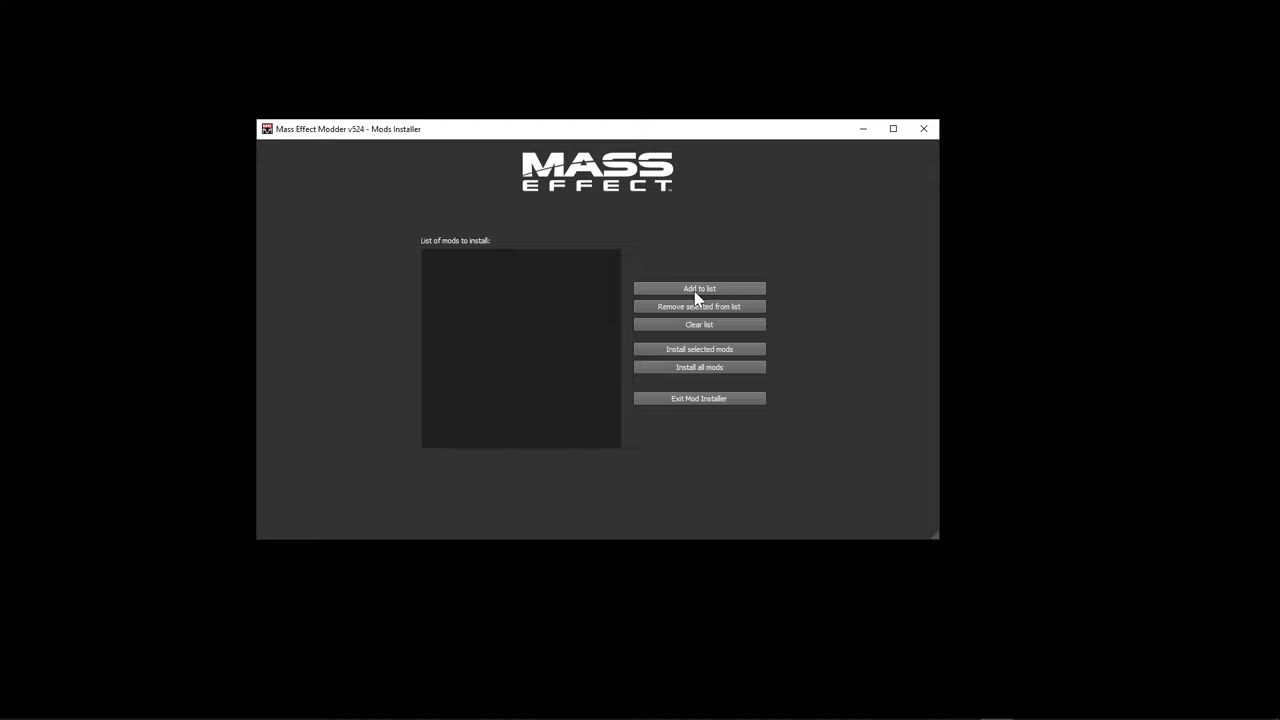 Mass Effect Modder v524 - Mods Installer
MASS
EFFECT
List of mods to install:
Add to list
Remove selected from list
Clear list
Install selected mods
Install all mods
Exit Mod Installer